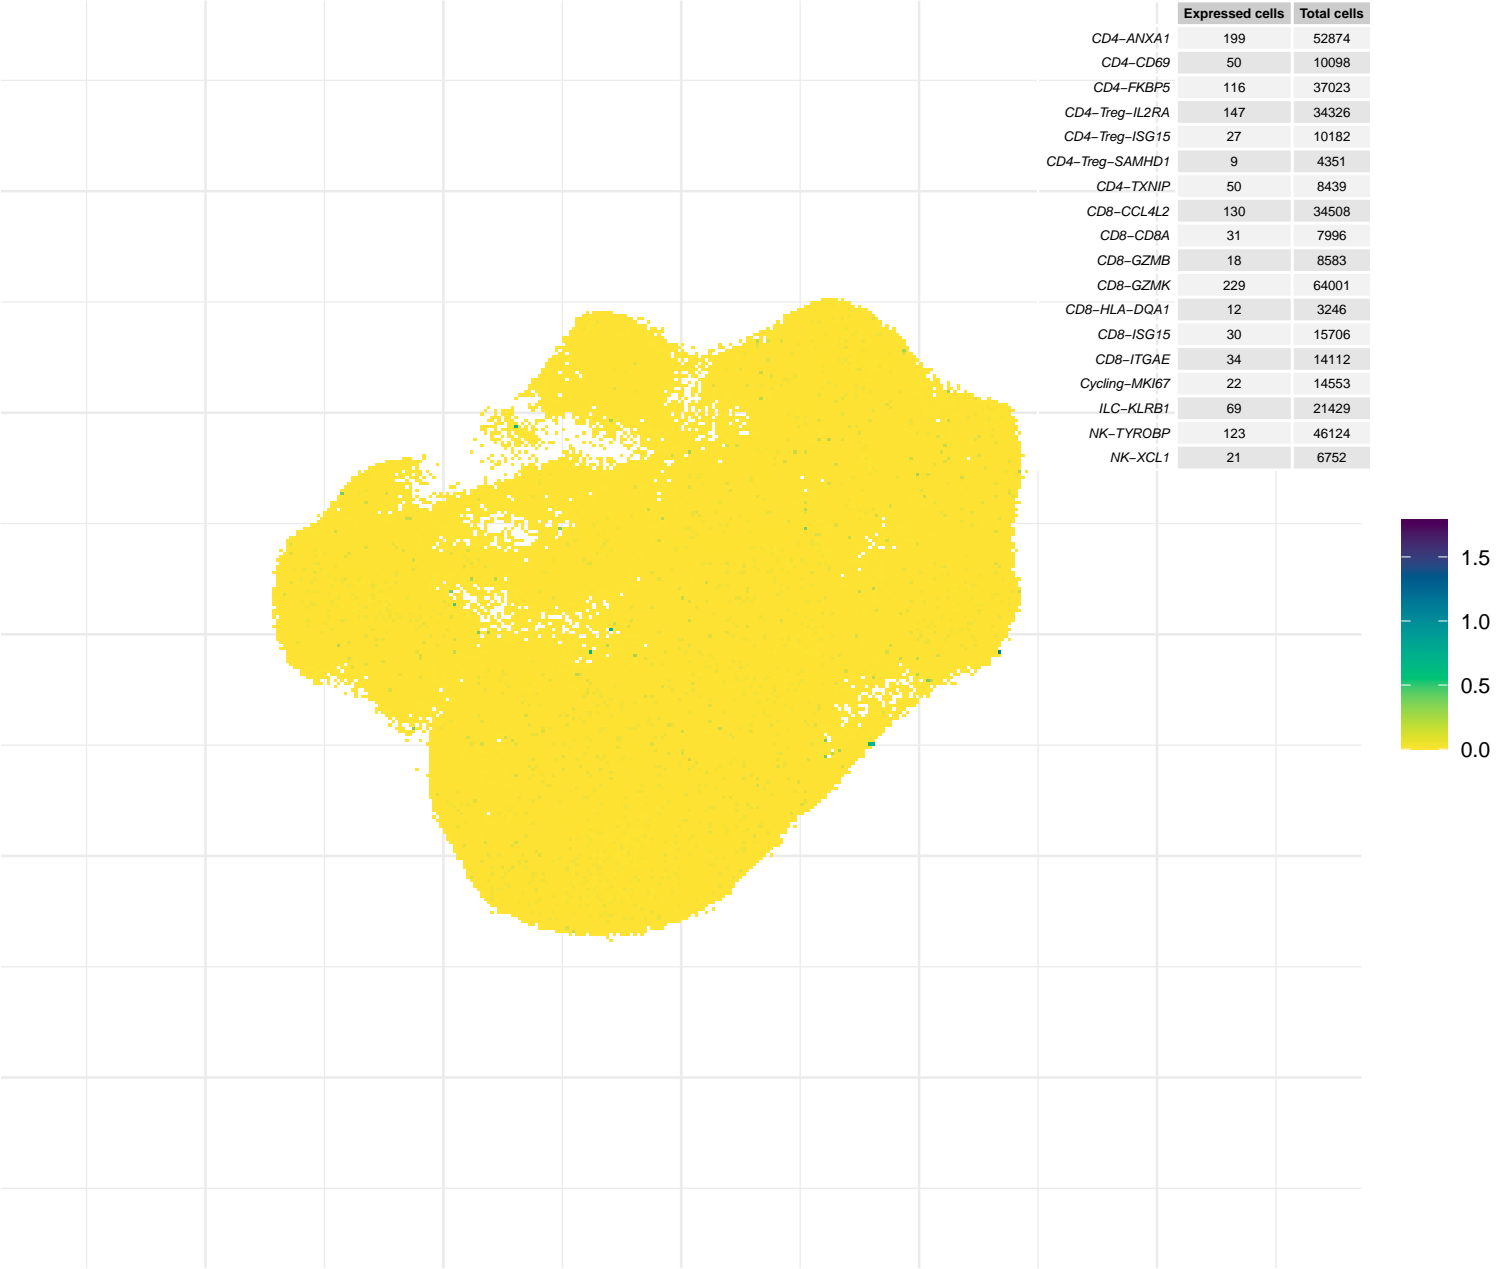 Expressed cells Total cells
CD4−ANXA1 199 52874
CD4−CD69 50 10098
CD4−FKBP5 116 37023
CD4−Treg−IL2RA 147 34326
CD4−Treg−ISG15 27 10182
CD4−Treg−SAMHD1 9 4351
CD4−TXNIP 50 8439
CD8−CCL4L2 130 34508
CD8−CD8A 31 7996
CD8−GZMB 18 8583
CD8−GZMK 229 64001
CD8−HLA−DQA1 12 3246
CD8−ISG15 30 15706
CD8−ITGAE 34 14112
Cycling−MKI67 22 14553
ILC−KLRB1 69 21429
NK−TYROBP 123 46124
NK−XCL1 21 6752
1.5
1.0
0.5
0.0